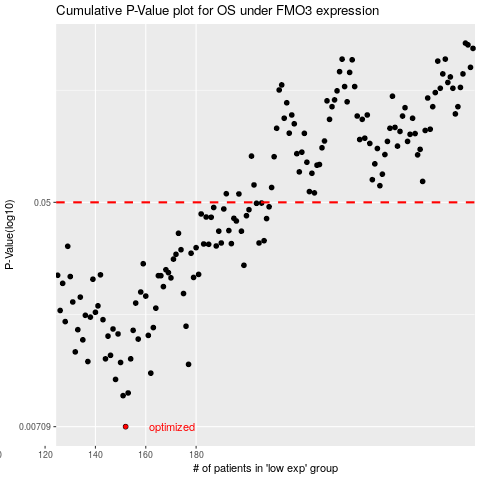 Cumulative P-Value plot for OS under FMO3 expression
P-Value(log10)
0.05
0.00709
optimized
0 120 140 160 180
# of patients in 'low exp' group